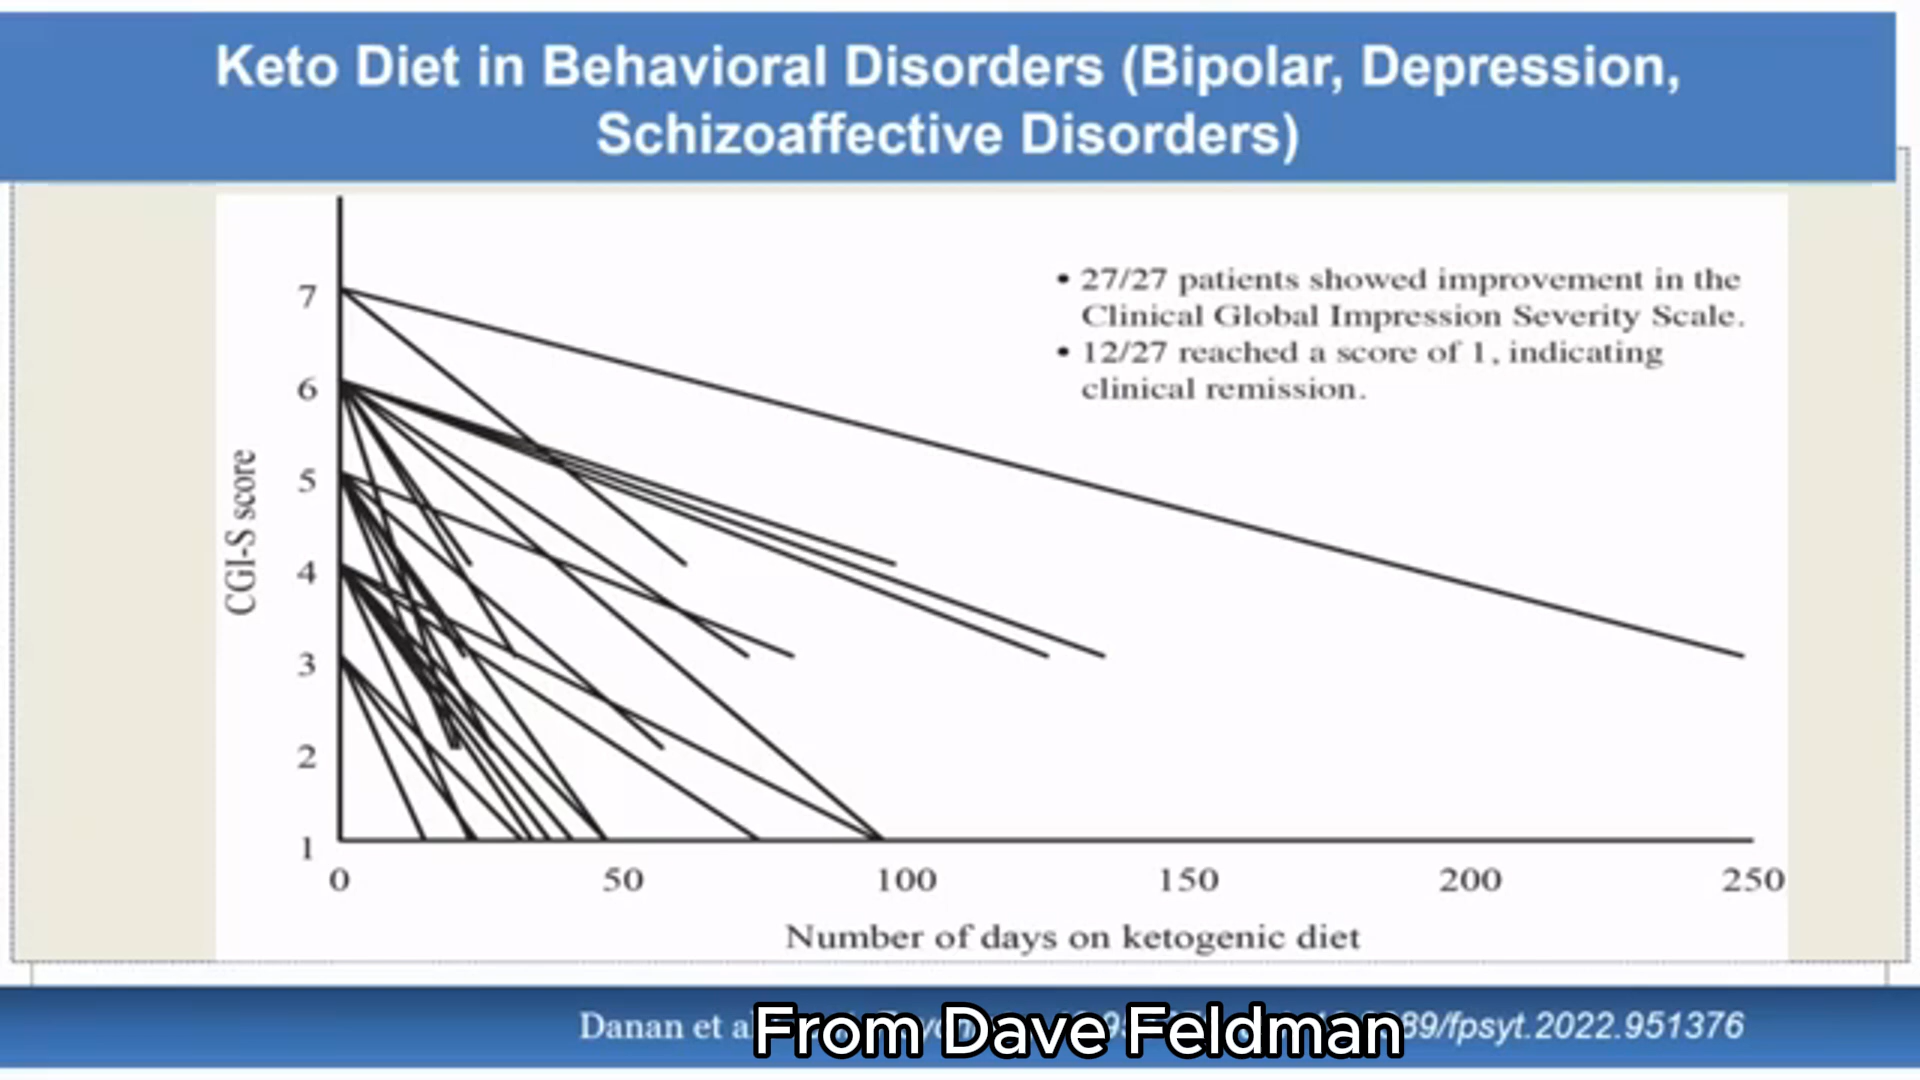 Keto Diet in Behavioral Disorders (Bipolar, Depression,
Schizoaffective Disorders)
• 27/27 patients showed improvement in the
Clinical Global Impression Severity Scale.
• 12/27 reached a score of 1, indicating
clinical remission.
CGI-S score
7
6
5
4
3
2
1
0 50 100 150 200 250
Number of days on ketogenic diet
Danan et al 89/fpsyt.2022.951376
From Dave Feldman